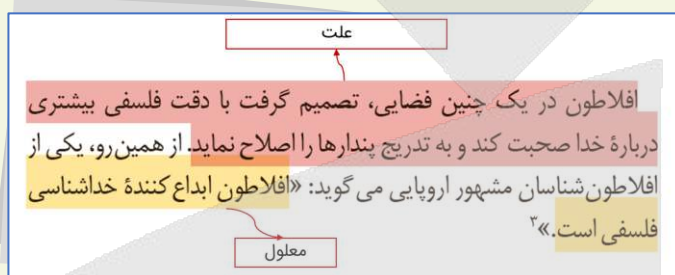 علت
افلاطون در یک چنین فضایی، تصمیم گرفت با دقت فلسفی بیشتری
دربارهٔ خدا صحبت کند و به تدریج پندارها را اصلاح نماید. از همین‌رو، یکی از
افلاطون‌شناسان مشهور اروپایی می گوید: «افلاطون ابداع کنندهٔ خداشناسی
فلسفی است.»۳
معلول